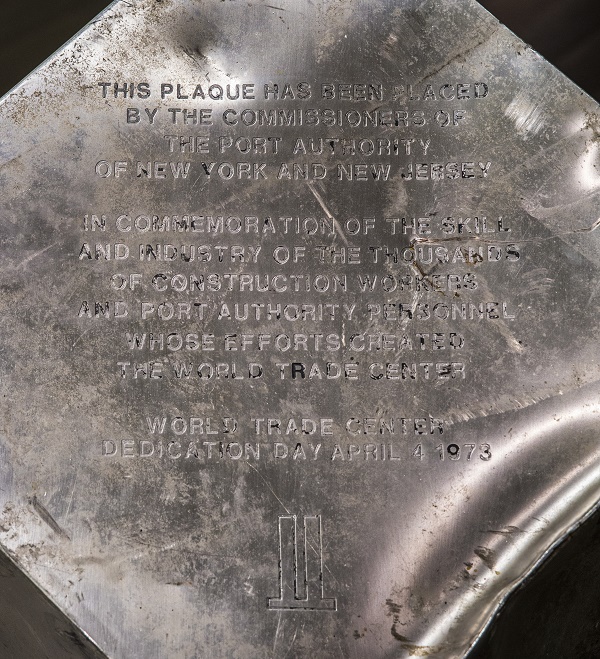 THIS PLAQUE HAS BEEN PLACED
BY THE COMMISSIONERS OF
THE PORT AUTHORITY
OF NEW YORK AND NEW JERSEY
IN COMMEMORATION OF THE SKILL
AND INDUSTRY OF THE THOUSANDS
OF CONSTRUCTION WORKERS
AND PORT AUTHORITY PERSONNEL
WHOSE EFFORTS CREATED
THE WORLD TRADE CENTER
WORLD TRADE CENTER
DEDICATION DAY APRIL 4 1973